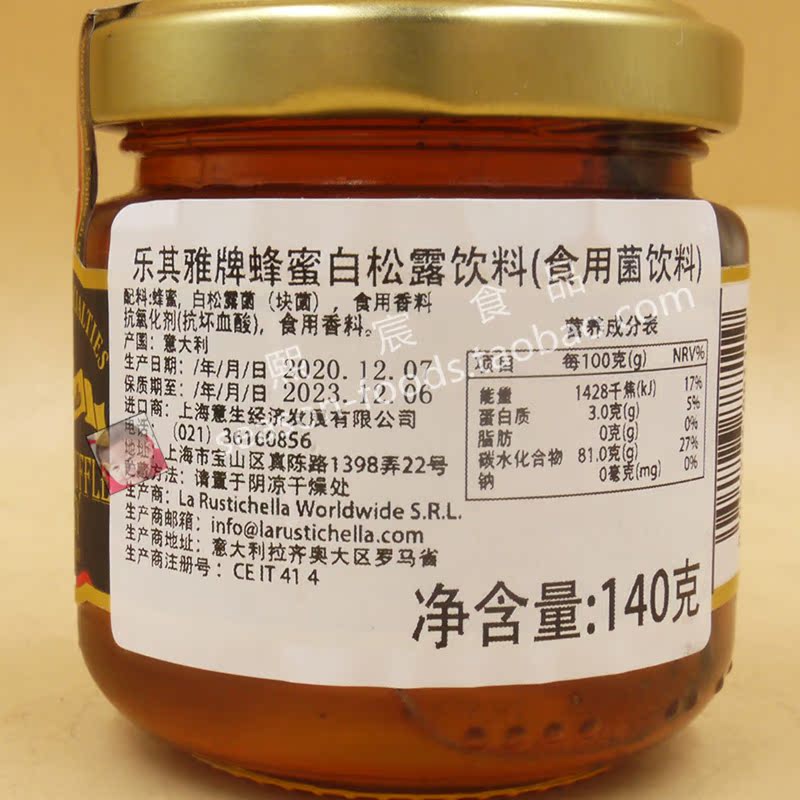 乐其雅牌蜂蜜白松露饮料(食用菌饮料)
配料:蜂蜜, 白松露菌（块菌）, 食用香料
抗氧化剂(抗坏血酸), 食用香料。
产国: 意大利
生产日期: /年/月/日 2020.12.07
保质期至: /年/月/日 2023.12.06
进口商: 上海意生经济发展有限公司
电话: (021) 36160856
地址: 上海市宝山区真陈路1398弄22号
贮藏方法: 请置于阴凉干燥处
生产商: La Rustichella Worldwide S.R.L.
生产商邮箱: info@larustichella.com
生产商地址: 意大利拉齐奥大区罗马省
生产商注册号: CE IT 41 4
营养成分表
项目 每100克(g) NRV%
能量 1428千焦(kJ) 17%
蛋白质 3.0克(g) 5%
脂肪 0克(g) 0%
碳水化合物 81.0克(g) 27%
钠 0毫克(mg) 0%
净含量:140克
熙宸食品